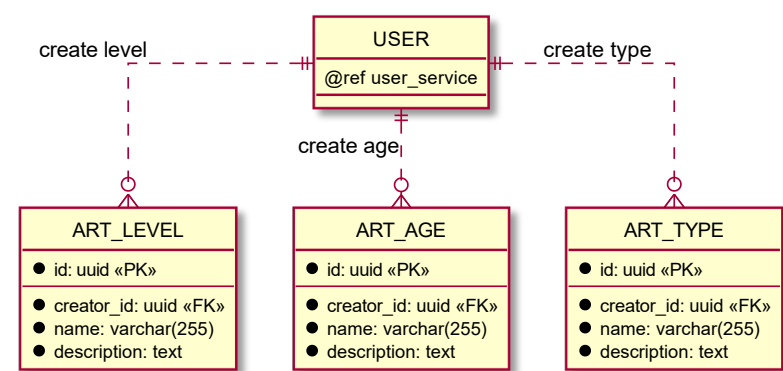 create level
USER
create type
@ref user_service
create age
ART_LEVEL
id: uuid «PK»
creator_id: uuid «FK»
name: varchar(255)
description: text
ART_AGE
id: uuid «PK»
creator_id: uuid «FK»
name: varchar(255)
description: text
ART_TYPE
id: uuid «PK»
creator_id: uuid «FK»
name: varchar(255)
description: text